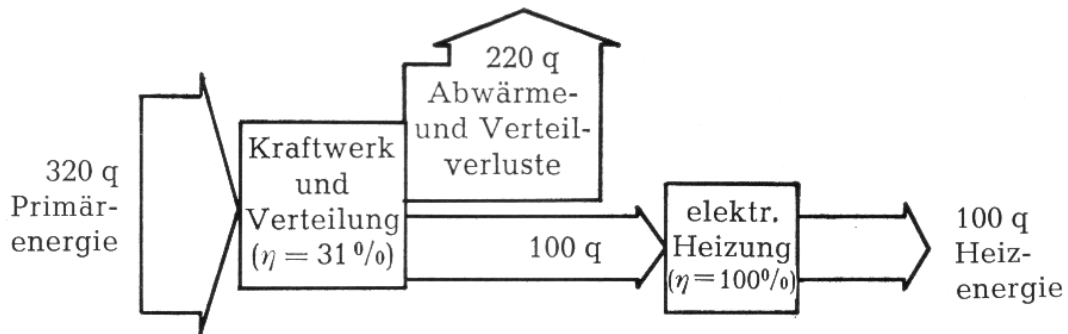 320 q
Primär-
energie
Kraftwerk
und
Verteilung
(η = 31%)
220 q
Abwärme-
und Verteil-
verluste
100 q
elektr.
Heizung
(η=100%)
100 q
Heiz-
energie